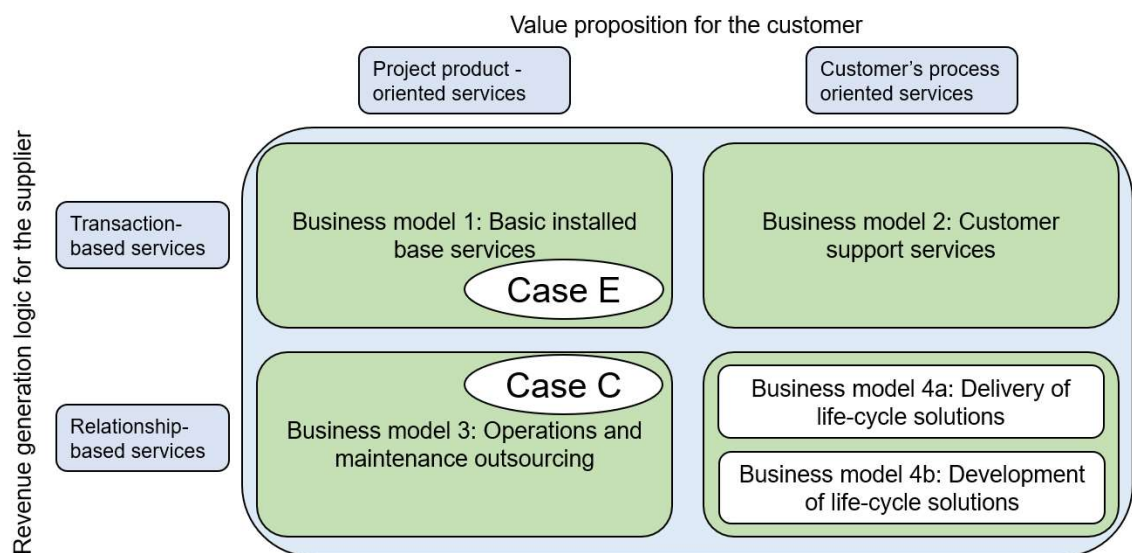 Value proposition for the customer
Project product -
oriented services
Customer's process
oriented services
Revenue generation logic for the supplier
Transaction-
based services
Business model 1: Basic installed
base services
Case E
Business model 2: Customer
support services
Relationship-
based services
Case C
Business model 3: Operations and
maintenance outsourcing
Business model 4a: Delivery of
life-cycle solutions
Business model 4b: Development
of life-cycle solutions